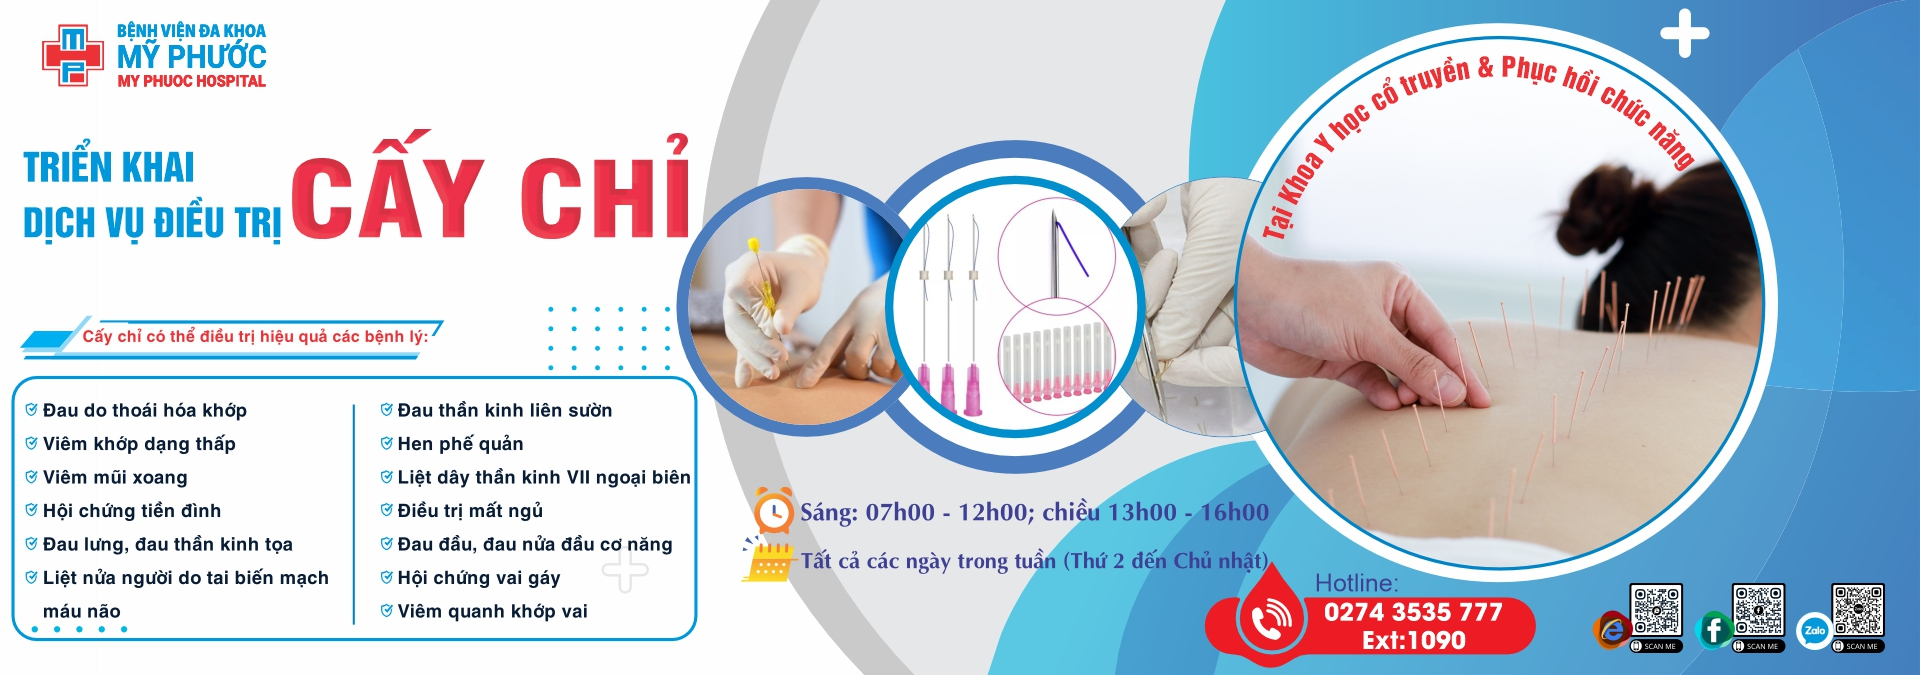 BỆNH VIỆN ĐA KHOA
MỸ PHƯỚC
MY PHUOC HOSPITAL
TRIỂN KHAI
DỊCH VỤ ĐIỀU TRỊ
CẤY CHỈ
Cấy chỉ có thể điều trị hiệu quả các bệnh lý:
Đau do thoái hóa khớp
Viêm khớp dạng thấp
Viêm mũi xoang
Hội chứng tiền đình
Đau lưng, đau thần kinh tọa
Liệt nửa người do tai biến mạch
máu não
Đau thần kinh liên sườn
Hen phế quản
Liệt dây thần kinh VII ngoại biên
Điều trị mất ngủ
Đau đầu, đau nửa đầu cơ năng
Hội chứng vai gáy
Viêm quanh khớp vai
Sáng: 07h00 - 12h00; chiều 13h00 - 16h00
Tất cả các ngày trong tuần (Thứ 2 đến Chủ nhật)
Tại Khoa Y học cổ truyền & Phục hồi chức năng
Hotline:
0274 3535 777
Ext:1090
SCAN ME
SCAN ME
Zalo
SCAN ME